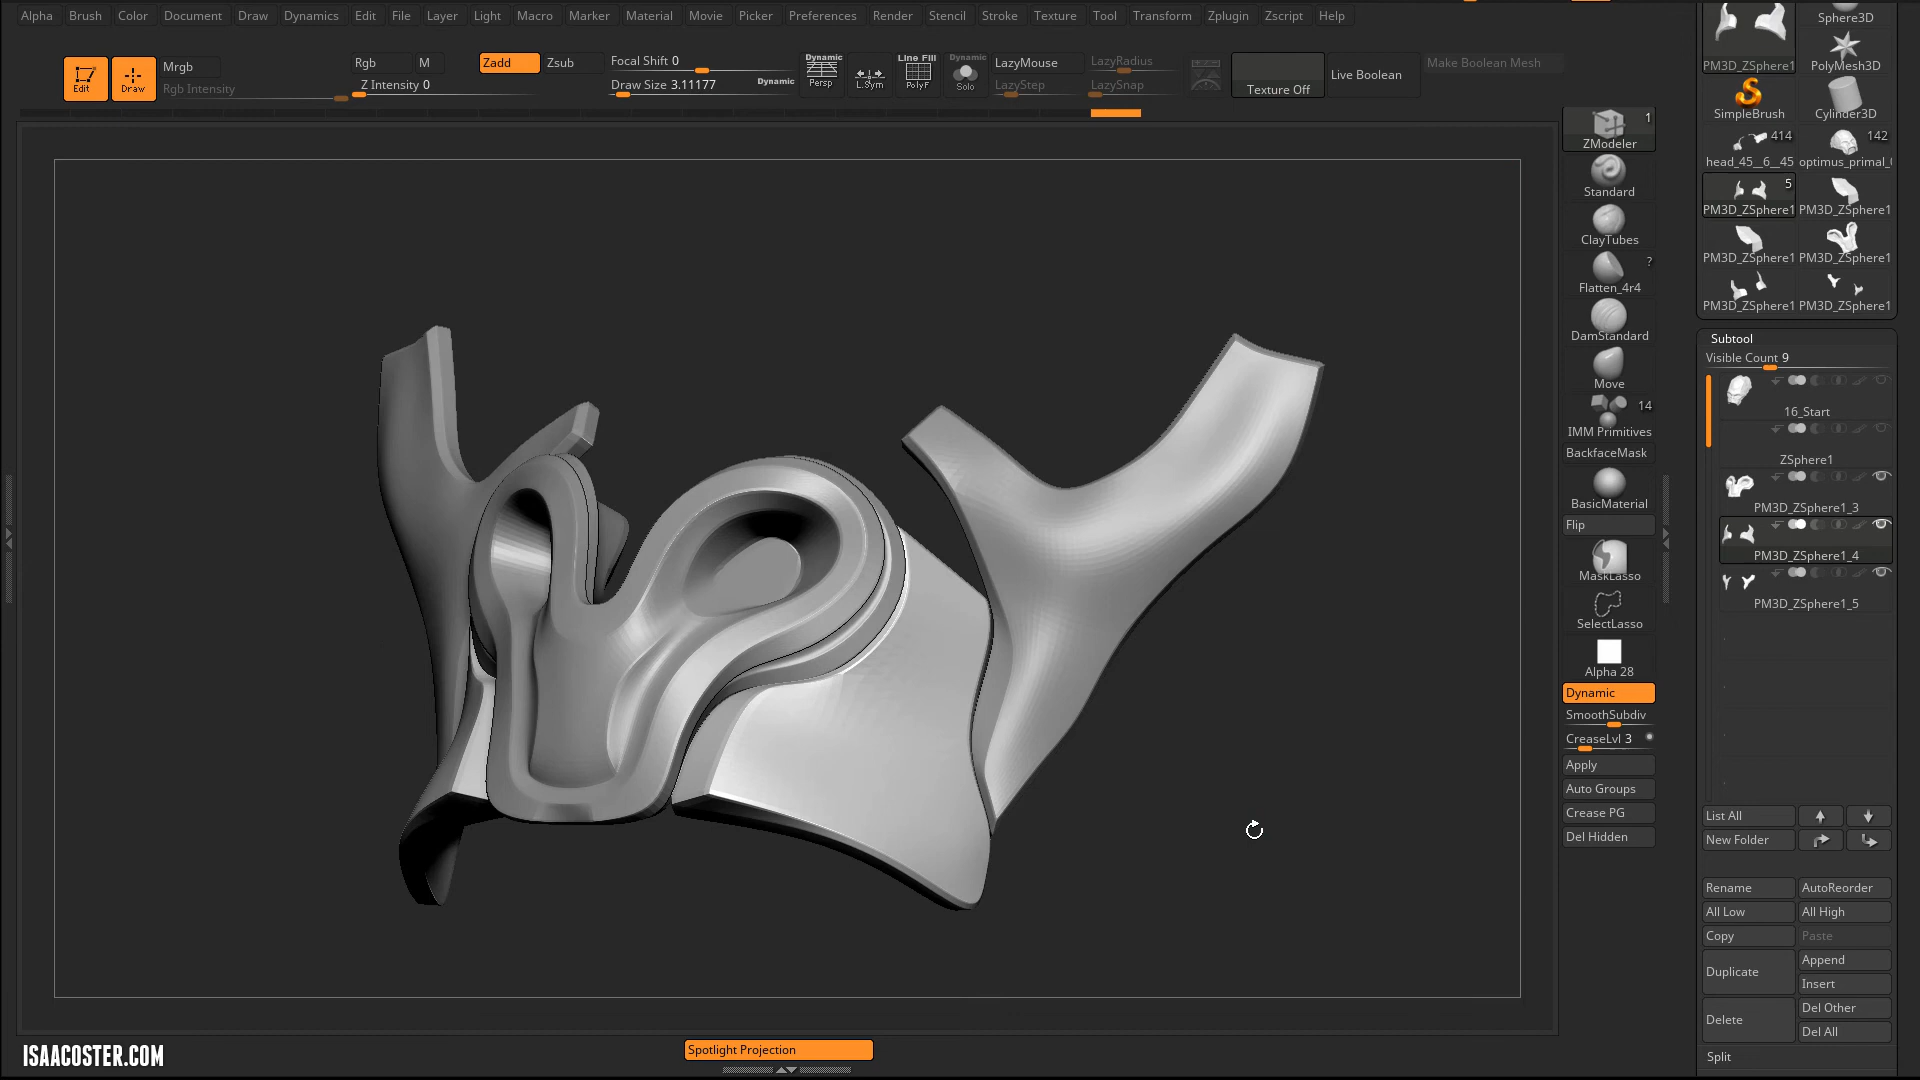 Alpha Brush Color Document Draw Dynamics Edit File Layer Light Macro Marker Material Movie Picker Preferences Render Stencil Stroke Texture Tool Transform Zplugin Zscript Help
Edit
Draw
Mrgb
Rgb Intensity
Rgb M
Z Intensity 0
Zadd Zsub
Focal Shift 0
Draw Size 3.11177 Dynamic
Dynamic
Persp
L.Sym
Line Fill
PolyF
Dynamic
Solo
LazyMouse
LazyStep
LazyRadius
LazySnap
Texture Off
Live Boolean
Make Boolean Mesh
1
ZModeler
Standard
ClayTubes
?
Flatten_4r4
DamStandard
Move
14
IMM Primitives
BackfaceMask
BasicMaterial
Flip
MaskLasso
SelectLasso
Alpha 28
Dynamic
SmoothSubdiv
CreaseLvl 3
Apply
Auto Groups
Crease PG
Del Hidden
Sphere3D
PM3D_ZSphere1 PolyMesh3D
SimpleBrush Cylinder3D
414 142
head_45__6__45 optimus_primal_
5
PM3D_ZSphere1 PM3D_ZSphere1
PM3D_ZSphere1 PM3D_ZSphere1
PM3D_ZSphere1 PM3D_ZSphere1
Subtool
Visible Count 9
16_Start
ZSphere1
PM3D_ZSphere1_3
PM3D_ZSphere1_4
PM3D_ZSphere1_5
List All
New Folder
Rename AutoReorder
All Low All High
Copy Paste
Duplicate Append
Insert
Delete Del Other
Del All
Split
ISAACOSTER.COM
Spotlight Projection